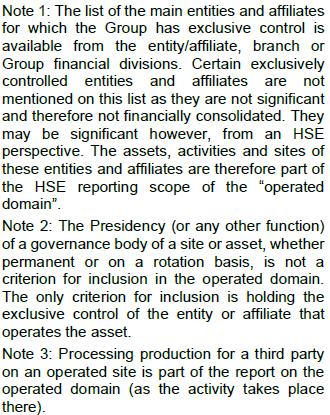 Note 1: The list of the main entities and affiliates
for which the Group has exclusive control is
available from the entity/affiliate, branch or
Group financial divisions. Certain exclusively
controlled entities and affiliates are not
mentioned on this list as they are not significant
and therefore not financially consolidated. They
may be significant however, from an HSE
perspective. The assets, activities and sites of
these entities and affiliates are therefore part of
the HSE reporting scope of the “operated
domain”.
Note 2: The Presidency (or any other function)
of a governance body of a site or asset, whether
permanent or on a rotation basis, is not a
criterion for inclusion in the operated domain.
The only criterion for inclusion is holding the
exclusive control of the entity or affiliate that
operates the asset.
Note 3: Processing production for a third party
on an operated site is part of the report on the
operated domain (as the activity takes place
there).